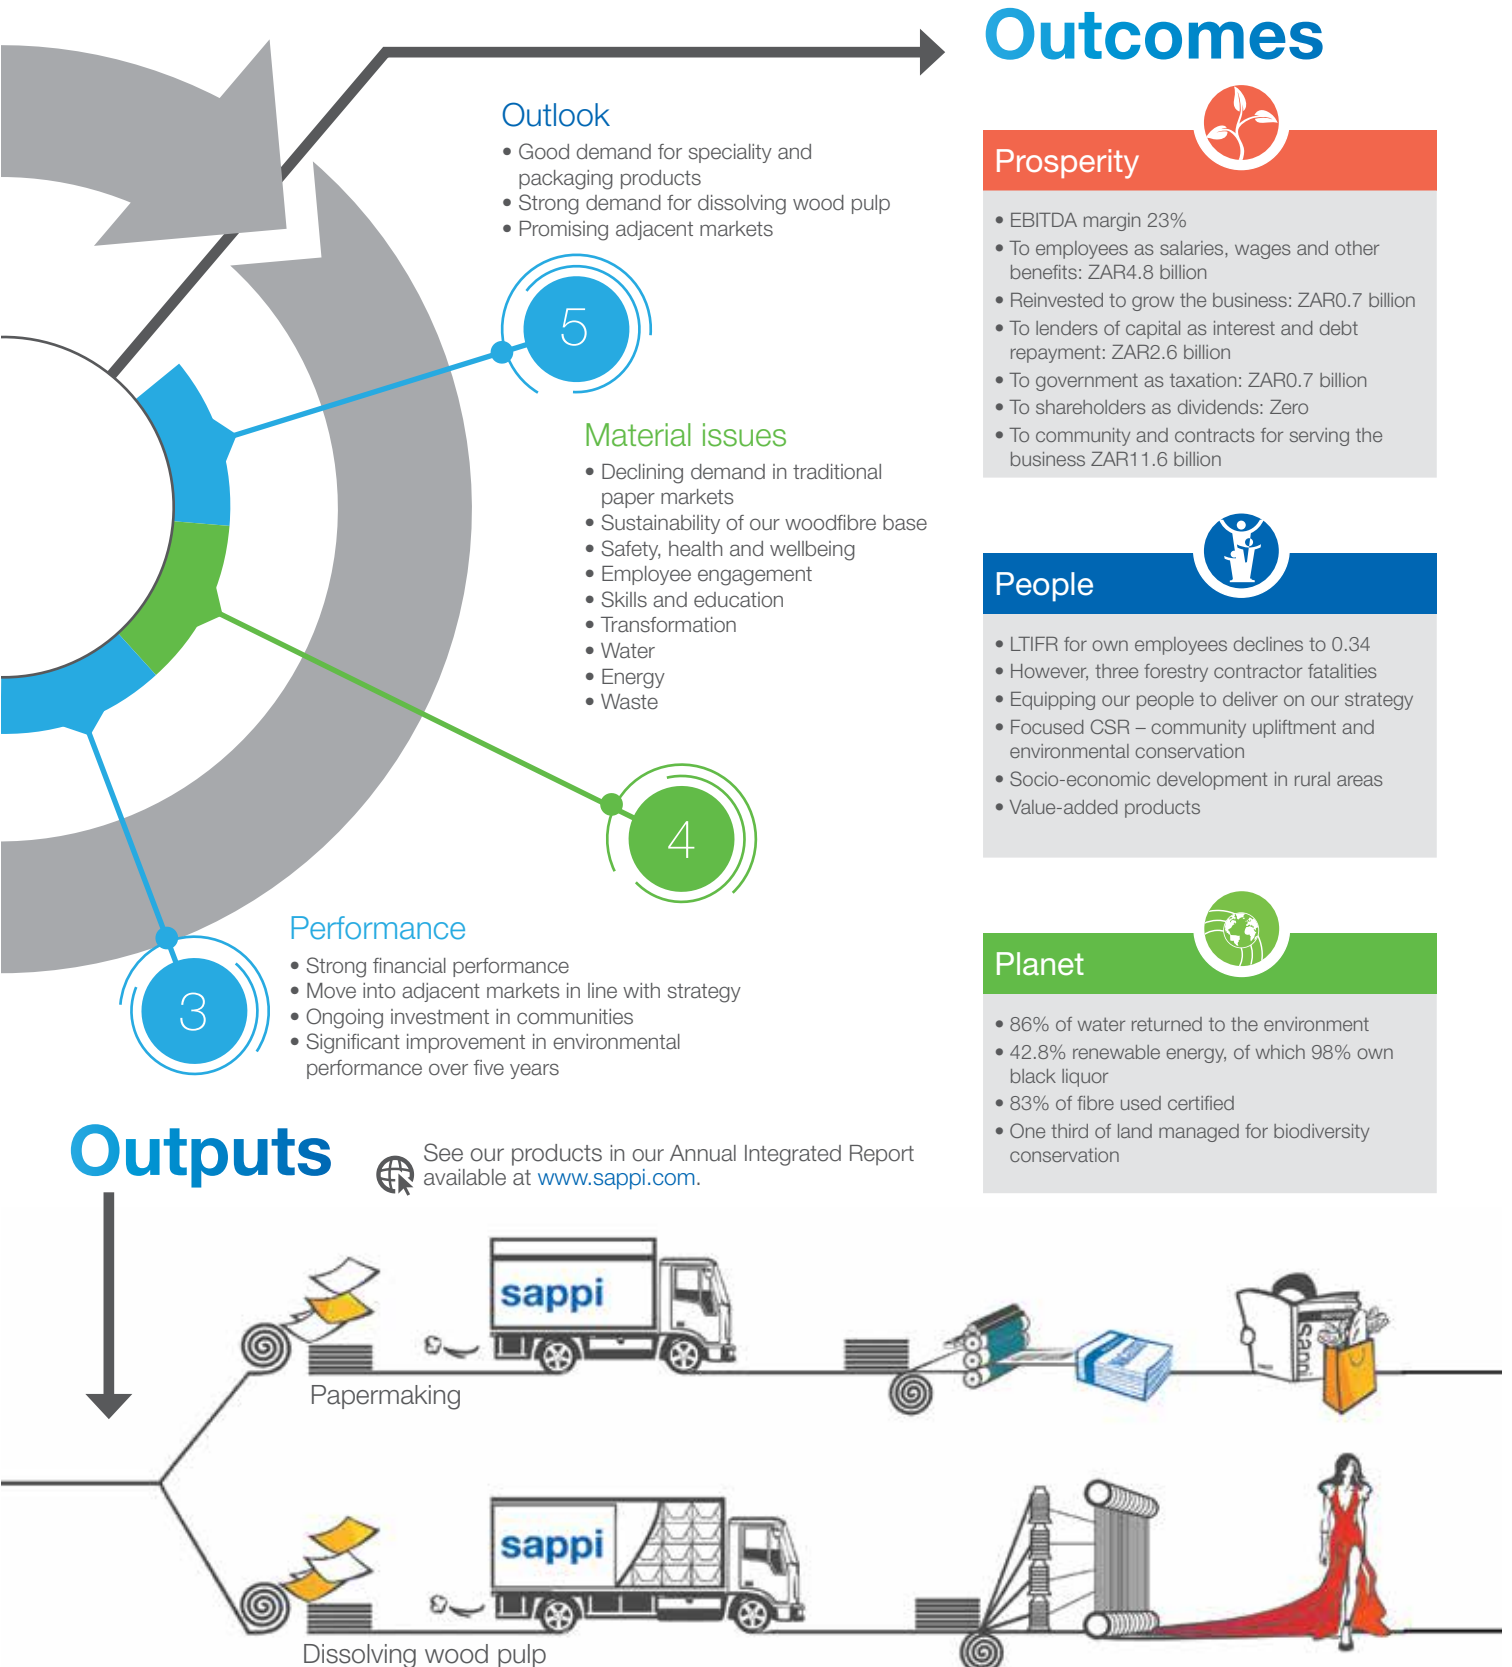 Outcomes
Outlook
• Good demand for speciality and
packaging products
• Strong demand for dissolving wood pulp
• Promising adjacent markets
5
Material issues
• Declining demand in traditional
paper markets
• Sustainability of our woodfibre base
• Safety, health and wellbeing
• Employee engagement
• Skills and education
• Transformation
• Water
• Energy
• Waste
4
Performance
• Strong financial performance
• Move into adjacent markets in line with strategy
• Ongoing investment in communities
• Significant improvement in environmental
performance over five years
3
Prosperity
• EBITDA margin 23%
• To employees as salaries, wages and other
benefits: ZAR4.8 billion
• Reinvested to grow the business: ZAR0.7 billion
• To lenders of capital as interest and debt
repayment: ZAR2.6 billion
• To government as taxation: ZAR0.7 billion
• To shareholders as dividends: Zero
• To community and contracts for serving the
business ZAR11.6 billion
People
• LTIFR for own employees declines to 0.34
• However, three forestry contractor fatalities
• Equipping our people to deliver on our strategy
• Focused CSR – community upliftment and
environmental conservation
• Socio-economic development in rural areas
• Value-added products
Planet
• 86% of water returned to the environment
• 42.8% renewable energy, of which 98% own
black liquor
• 83% of fibre used certified
• One third of land managed for biodiversity
conservation
Outputs
See our products in our Annual Integrated Report
available at www.sappi.com.
sappi
Papermaking
sappi
Dissolving wood pulp